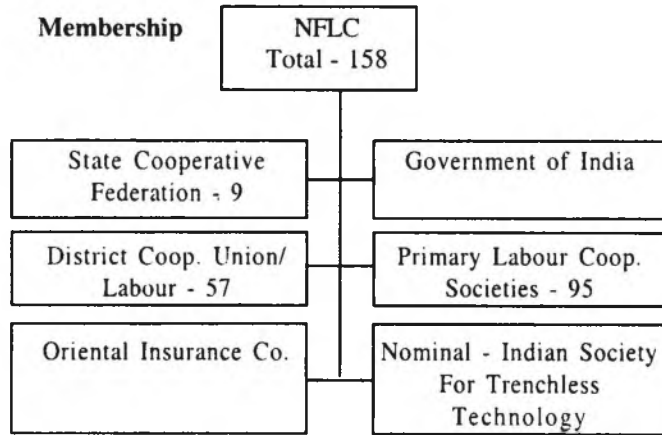 Membership
NFLC
Total - 158
State Cooperative
Federation - 9
Government of India
District Coop. Union/
Labour - 57
Primary Labour Coop.
Societies - 95
Oriental Insurance Co.
Nominal - Indian Society
For Trenchless
Technology